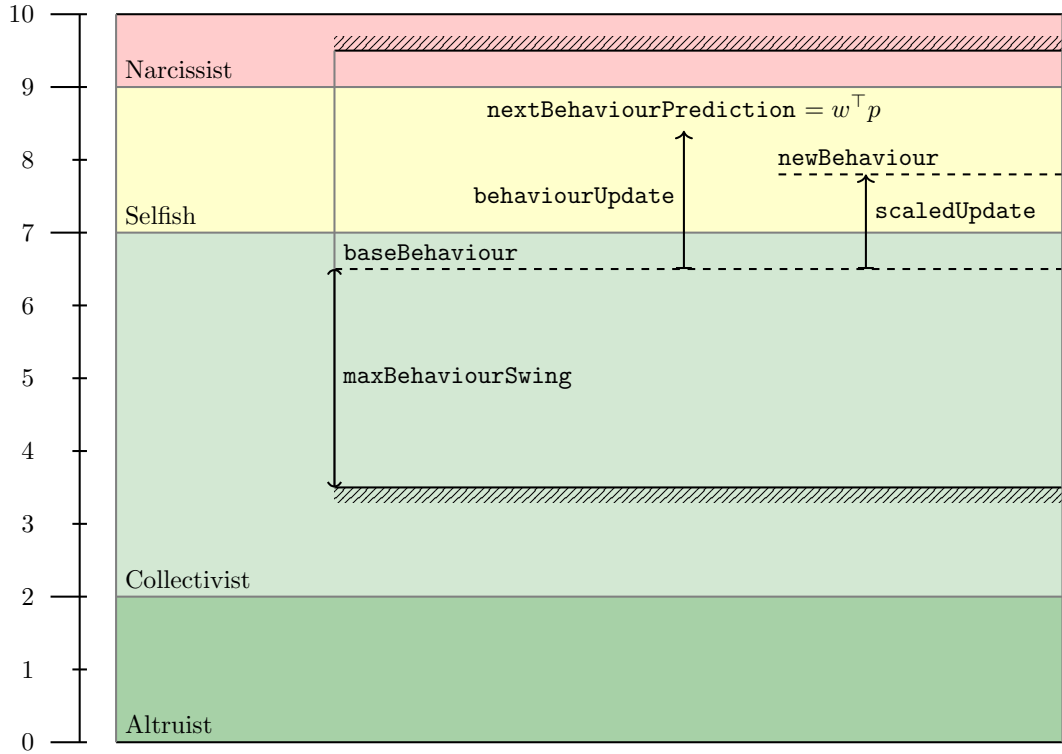 10
Narcissist
9
nextBehaviourPrediction = w⊤p
8
newBehaviour
behaviourUpdate
scaledUpdate
Selfish
7
baseBehaviour
6
5
maxBehaviourSwing
4
3
Collectivist
2
1
Altruist
0